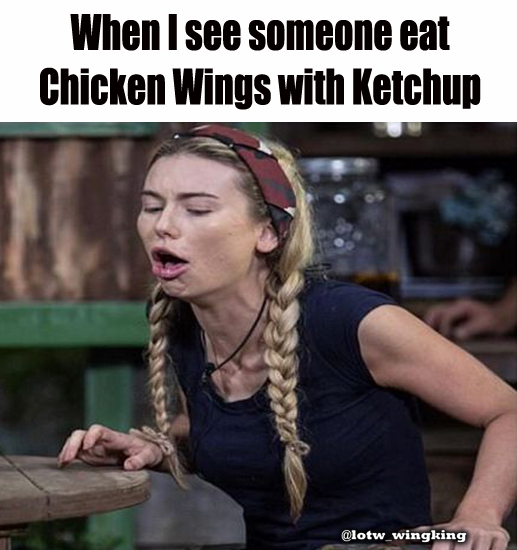 When I see someone eat
Chicken Wings with Ketchup
@lotw_wingking